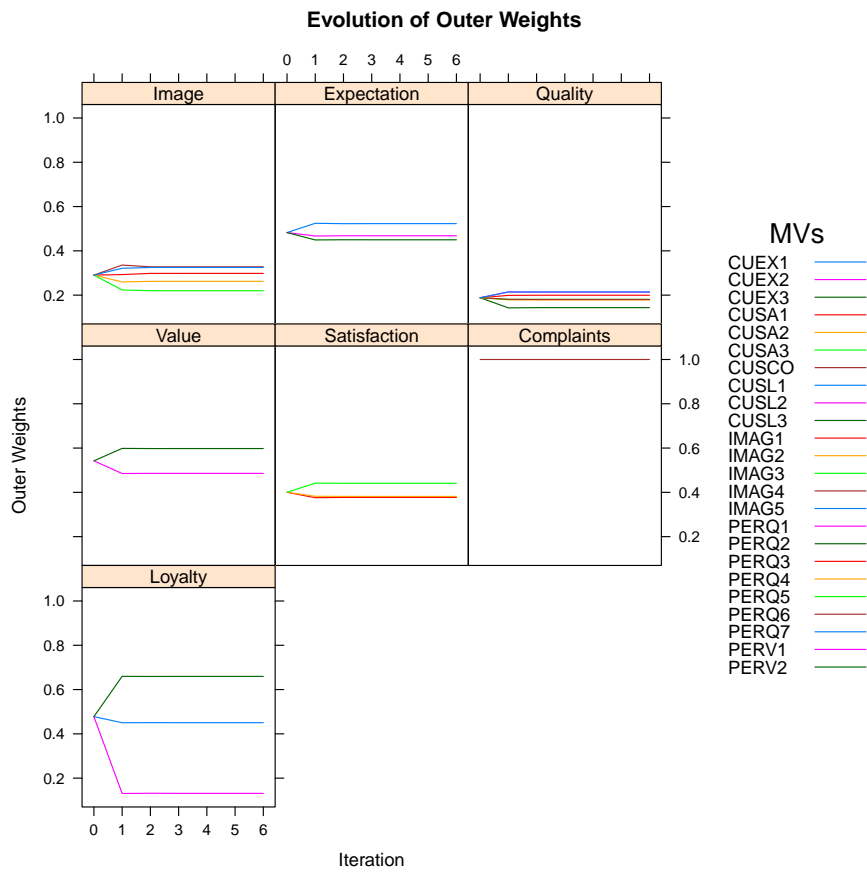 Evolution of Outer Weights
0 1 2 3 4 5 6
Image Expectation Quality
1.0
0.8
0.6
0.4
0.2
Value Satisfaction Complaints
1.0
0.8
0.6
0.4
0.2
Loyalty
1.0
0.8
0.6
0.4
0.2
0 1 2 3 4 5 6
Outer Weights
Iteration
MVs
CUEX1
CUEX2
CUEX3
CUSA1
CUSA2
CUSA3
CUSCO
CUSL1
CUSL2
CUSL3
IMAG1
IMAG2
IMAG3
IMAG4
IMAG5
PERQ1
PERQ2
PERQ3
PERQ4
PERQ5
PERQ6
PERQ7
PERV1
PERV2